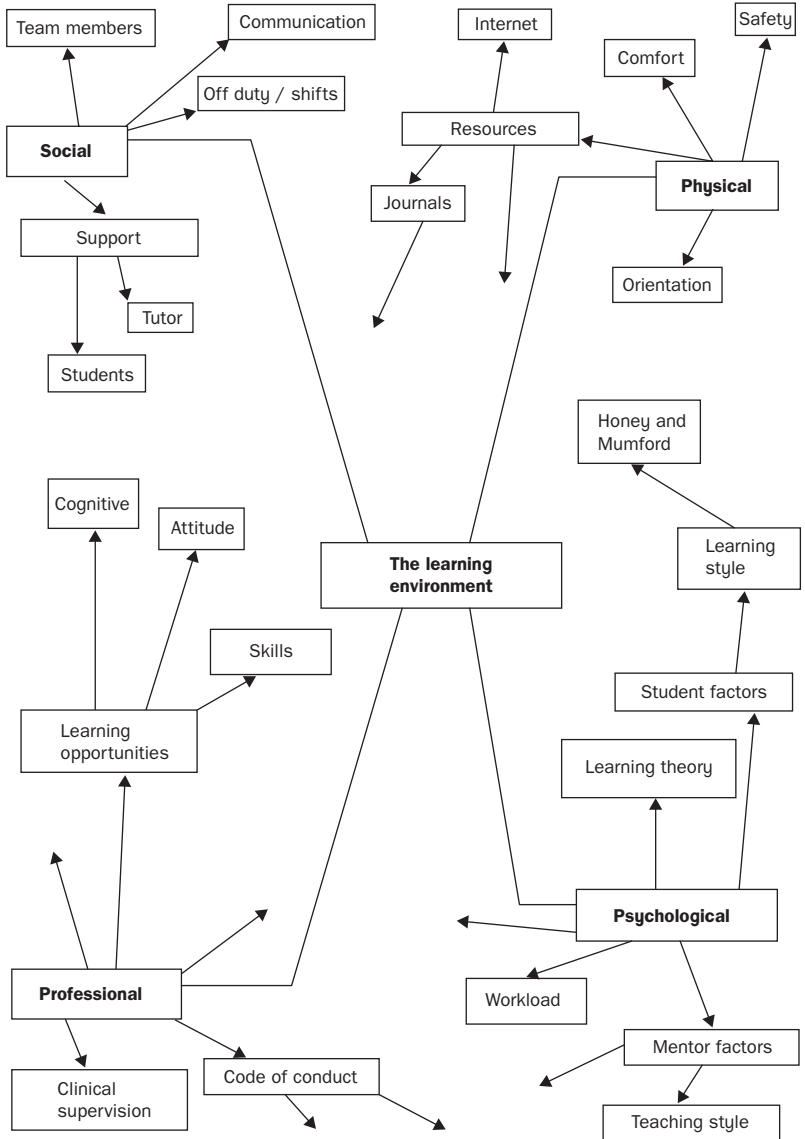 Team members
Communication
Internet
Safety
Comfort
Off duty / shifts
Resources
Social
Physical
Journals
Support
Orientation
Tutor
Students
Honey and
Mumford
Cognitive
Attitude
Learning
style
The learning
environment
Skills
Student factors
Learning
opportunities
Learning theory
Psychological
Professional
Workload
Mentor factors
Clinical
supervision
Code of conduct
Teaching style